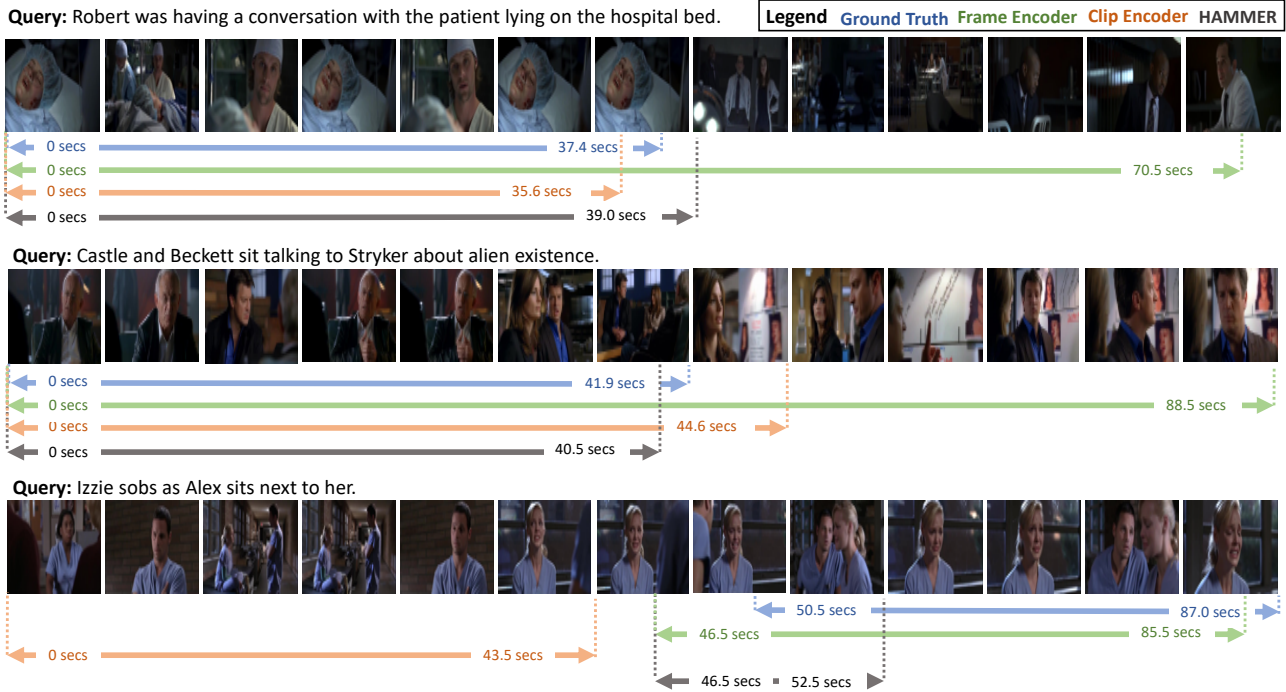 Query: Robert was having a conversation with the patient lying on the hospital bed.
Legend Ground Truth Frame Encoder Clip Encoder HAMMER
0 secs 37.4 secs
0 secs 70.5 secs
0 secs 35.6 secs
0 secs 39.0 secs
Query: Castle and Beckett sit talking to Stryker about alien existence.
0 secs 41.9 secs
0 secs 88.5 secs
0 secs 44.6 secs
0 secs 40.5 secs
Query: Izzie sobs as Alex sits next to her.
50.5 secs 87.0 secs
46.5 secs 85.5 secs
0 secs 43.5 secs
46.5 secs 52.5 secs